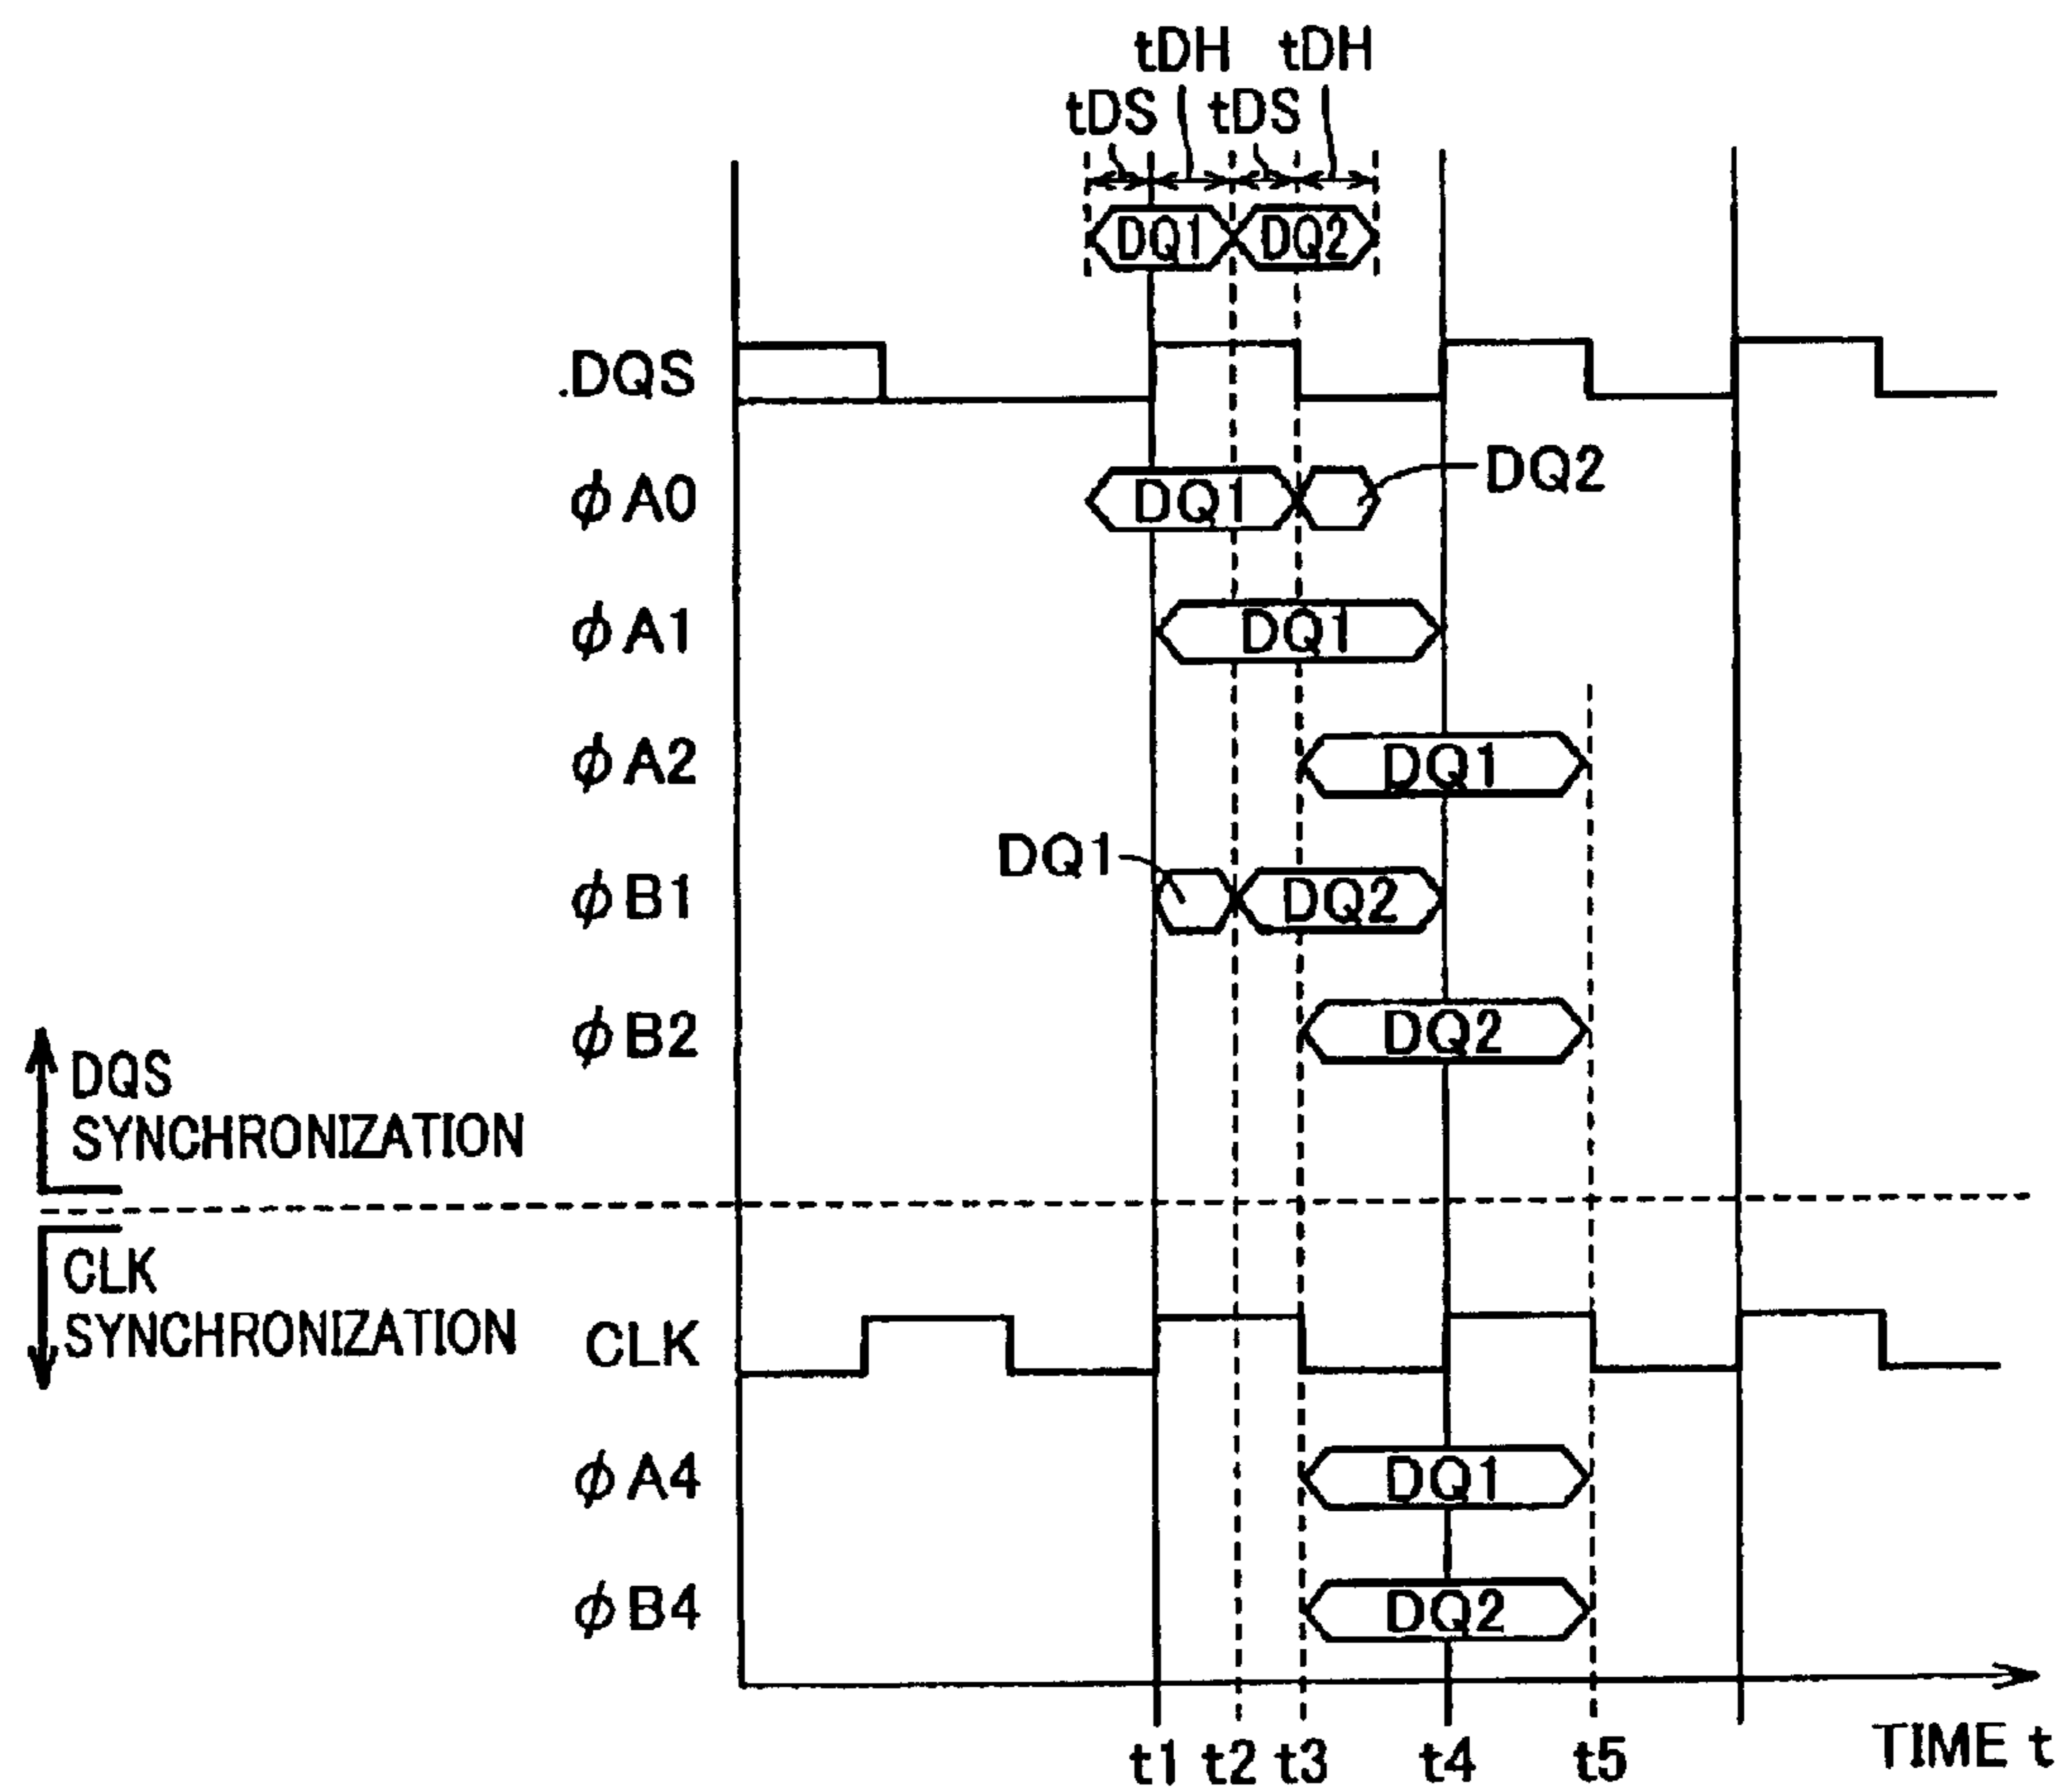 tDH tDH
tDS tDS
DQ1 DQ2
.DQS
φA0 DQ1 DQ2
φA1 DQ1
φA2 DQ1
DQ1
φB1 DQ2
φB2 DQ2
DQS
SYNCHRONIZATION
CLK
SYNCHRONIZATION
CLK
φA4 DQ1
φB4 DQ2
t1 t2 t3 t4 t5 TIME t